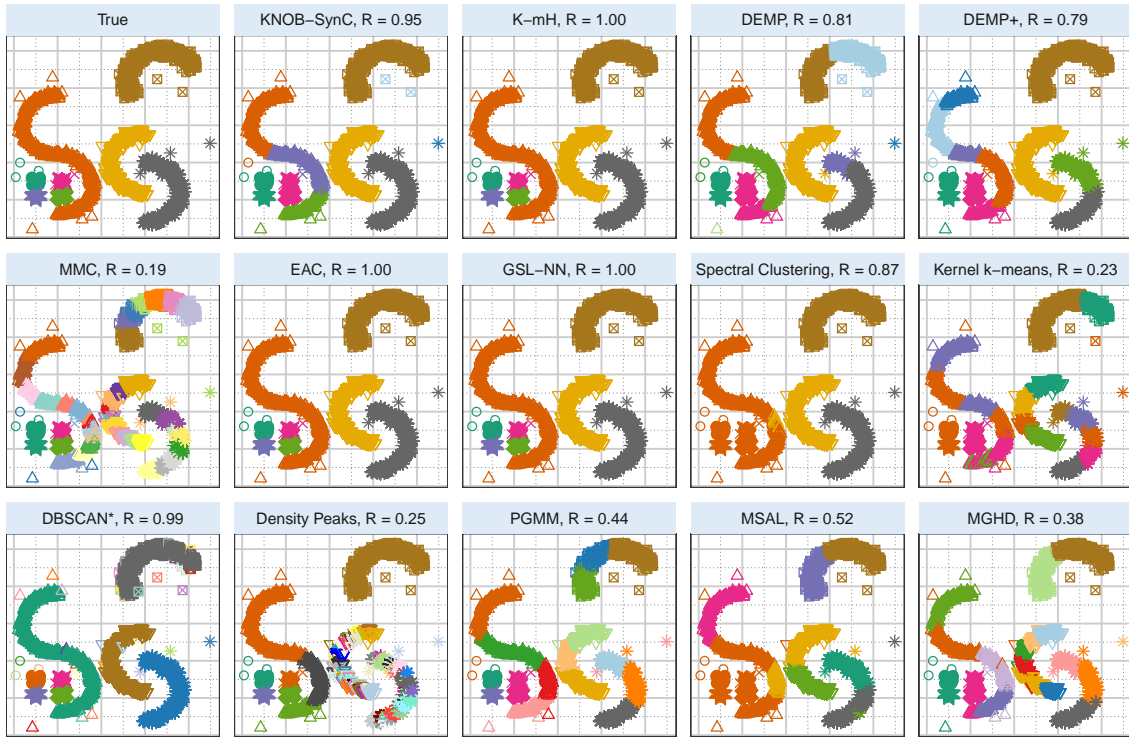 True
KNOB−SynC, R = 0.95
K−mH, R = 1.00
DEMP, R = 0.81
DEMP+, R = 0.79
MMC, R = 0.19
EAC, R = 1.00
GSL−NN, R = 1.00
Spectral Clustering, R = 0.87
Kernel k−means, R = 0.23
DBSCAN*, R = 0.99
Density Peaks, R = 0.25
PGMM, R = 0.44
MSAL, R = 0.52
MGHD, R = 0.38